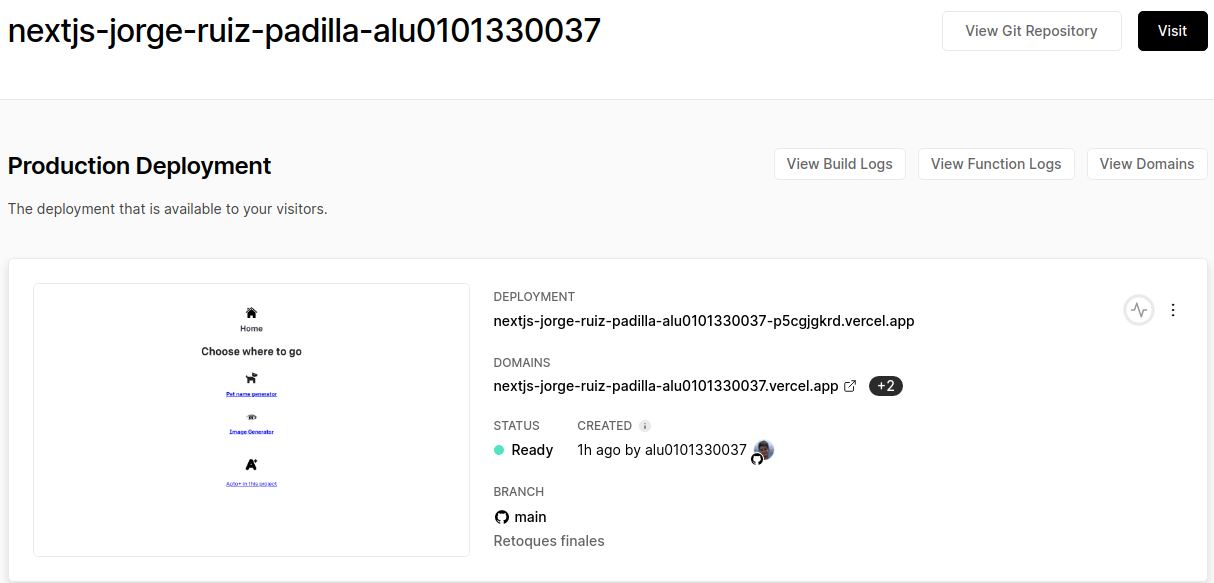 nextjs-jorge-ruiz-padilla-alu0101330037
View Git Repository
Visit
Production Deployment
View Build Logs
View Function Logs
View Domains
The deployment that is available to your visitors.
Home
Choose where to go
Pet name generator
Image Generator
Acto+ in this project
DEPLOYMENT
nextjs-jorge-ruiz-padilla-alu0101330037-p5cgjgkrd.vercel.app
DOMAINS
nextjs-jorge-ruiz-padilla-alu0101330037.vercel.app
+2
STATUS
Ready
CREATED
1h ago by alu0101330037
BRANCH
main
Retoques finales